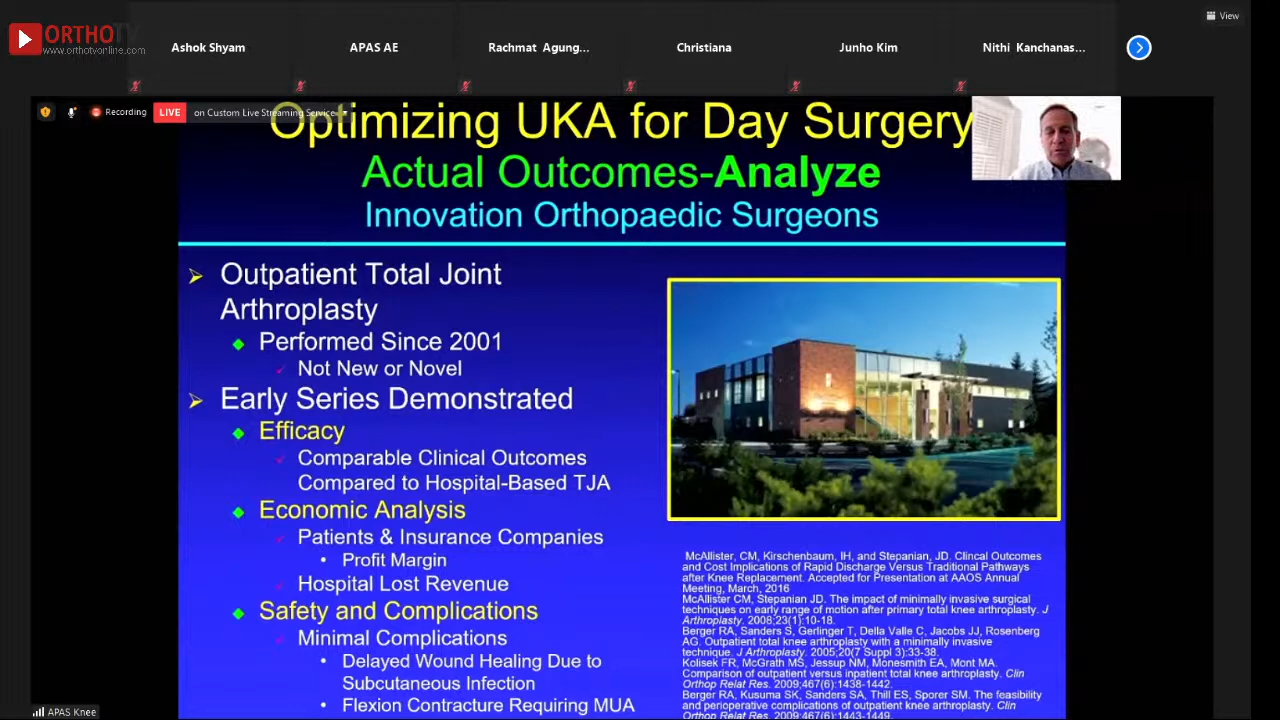 ORTHOTV
www.orthotvonline.com
Ashok Shyam
APAS AE
Rachmat Agung...
Christiana
Junho Kim
Nithi Kanchanas...
View
Recording
LIVE
on Custom Live Streaming Service
Optimizing UKA for Day Surgery
Actual Outcomes-Analyze
Innovation Orthopaedic Surgeons
Outpatient Total Joint
Arthroplasty
Performed Since 2001
Not New or Novel
Early Series Demonstrated
Efficacy
Comparable Clinical Outcomes
Compared to Hospital-Based TJA
Economic Analysis
Patients & Insurance Companies
Profit Margin
Hospital Lost Revenue
Safety and Complications
Minimal Complications
Delayed Wound Healing Due to
Subcutaneous Infection
Flexion Contracture Requiring MUA
McAllister, CM, Kirschenbaum, IH, and Stepanian, JD. Clincal Outcomes
and Cost Implications of Rapid Discharge Versus Traditional Pathways
after Knee Replacement. Accepted for Presentation at AAOS Annual
Meeting, March, 2016
McAllister CM, Stepanian JD. The impact of minimally invasive surgical
techniques on early range of motion after primary total knee arthroplasty. J
Arthroplasty. 2008;23(1):10-18.
Berger RA, Sanders S, Gerlinger T, Della Valle C, Jacobs JJ, Rosenberg
AG. Outpatient total knee arthroplasty with a minimally invasive
technique. J Arthroplasty. 2005;20(7 Suppl 3):33-38.
Kolisek FR, McGrath MS, Jessup NM, Monesmith EA, Mont MA.
Comparison of outpatient versus inpatient total knee arthroplasty. Clin
Orthop Relat Res. 2009;467(6):1438-1442.
Berger RA, Kusuma SK, Sanders SA, Thill ES, Sporer SM. The feasibility
and perioperative complications of outpatient knee arthroplasty. Clin
Orthop Relat Res. 2009;467(6):1443-1449.
APAS Knee